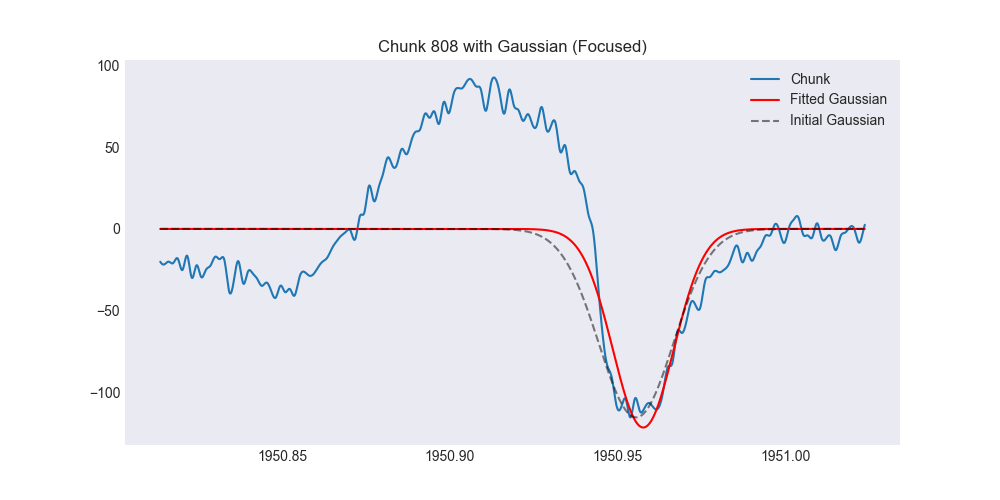 Chunk 808 with Gaussian (Focused)
100
50
0
−50
−100
Chunk
Fitted Gaussian
Initial Gaussian
1950.85
1950.90
1950.95
1951.00